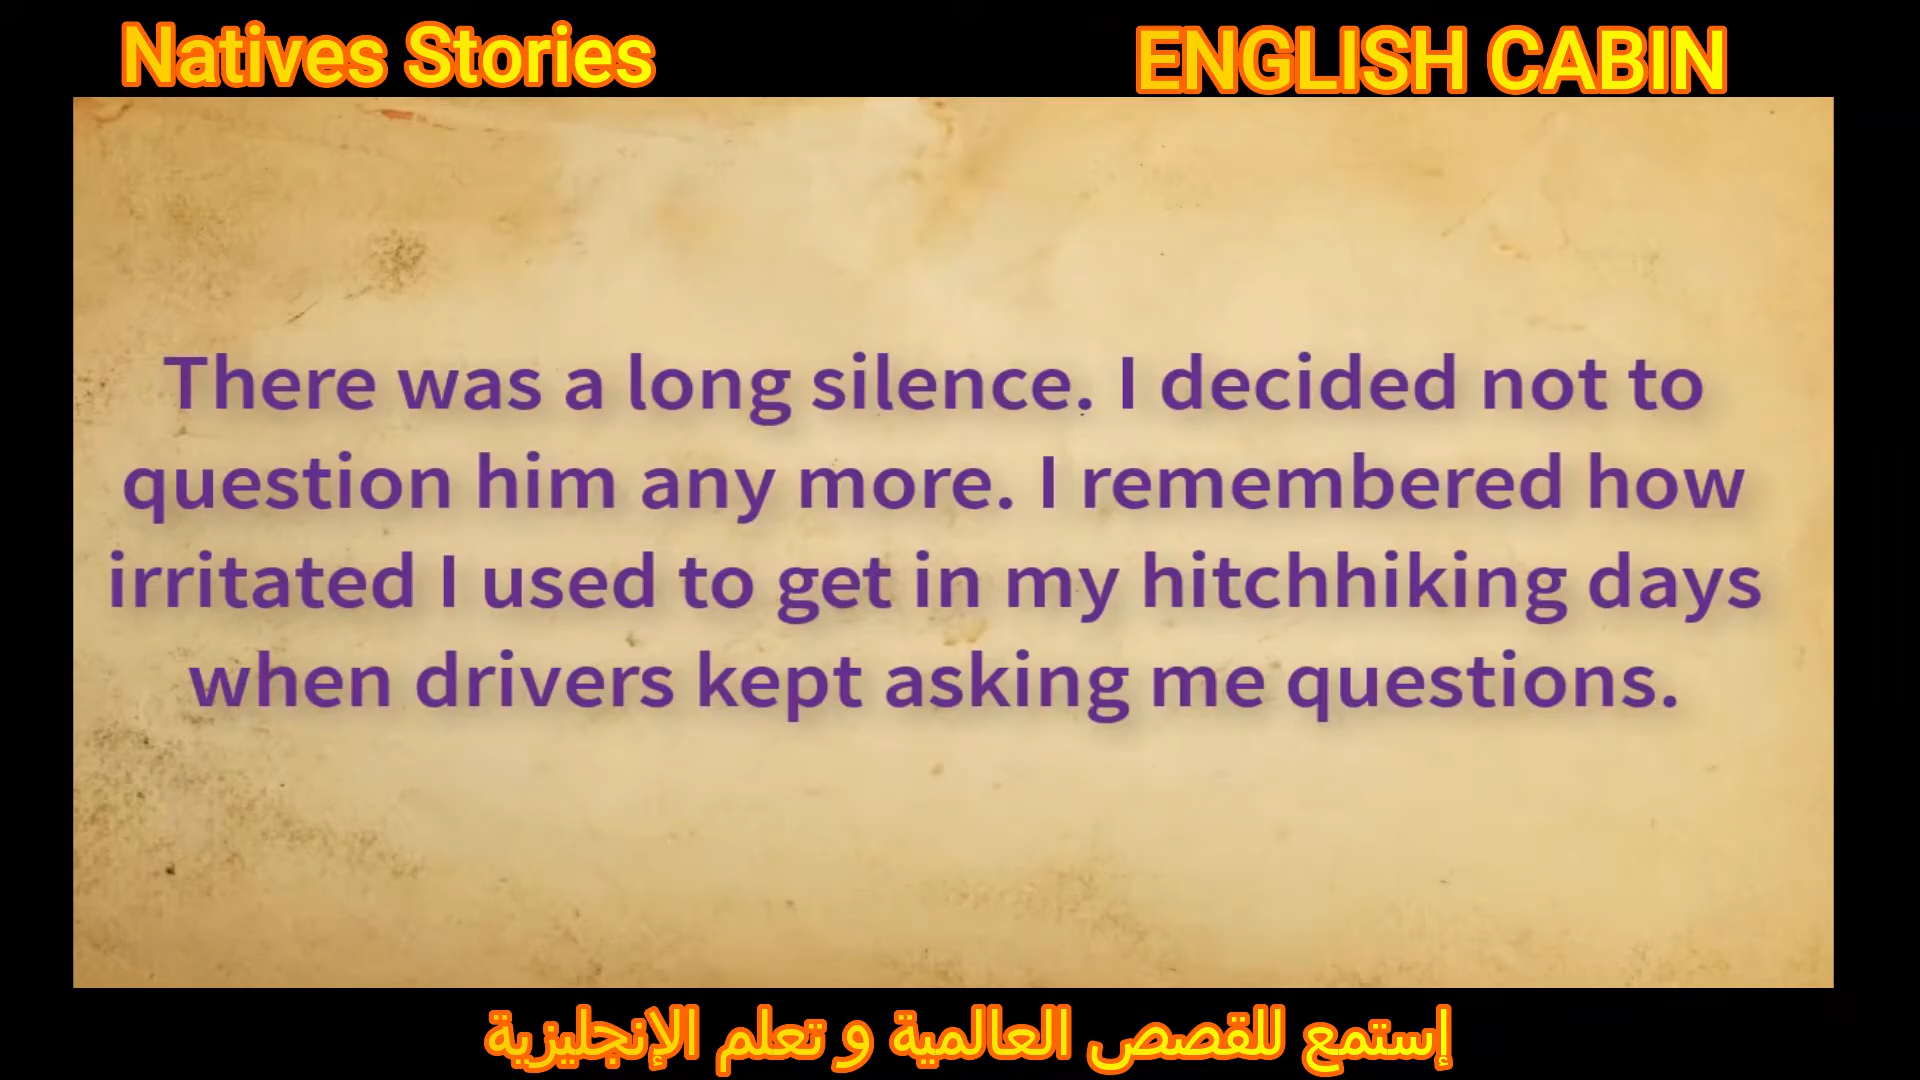 Natives Stories
ENGLISH CABIN
There was a long silence. I decided not to
question him any more. I remembered how
irritated I used to get in my hitchhiking days
when drivers kept asking me questions.
إستمع للقصص العالمية و تعلم الإنجليزية